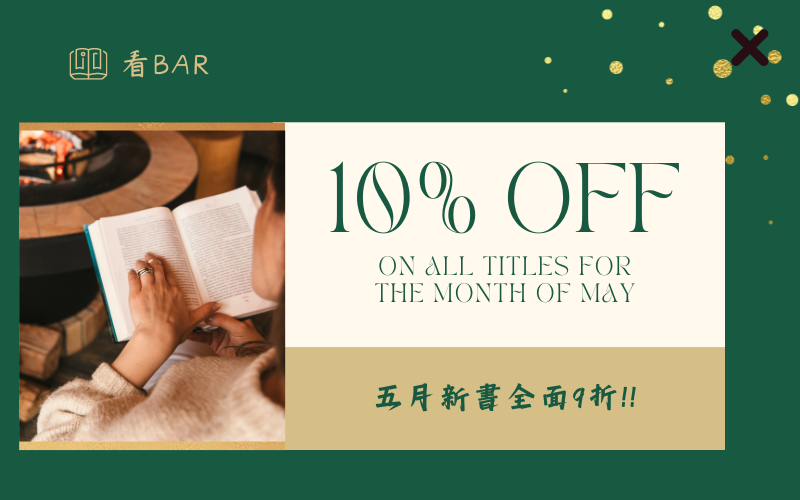 看BAR
10% OFF
ON ALL TITLES FOR
THE MONTH OF MAY
五月新書全面9折!!